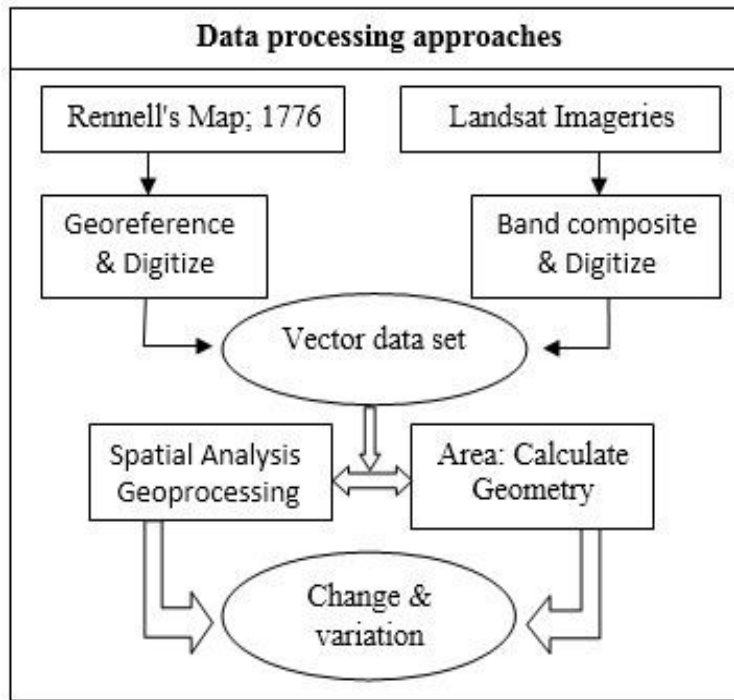 Data processing approaches
Rennell's Map; 1776
Landsat Imageries
Georeference
& Digitize
Band composite
& Digitize
Vector data set
Spatial Analysis
Geoprocessing
Area: Calculate
Geometry
Change &
variation